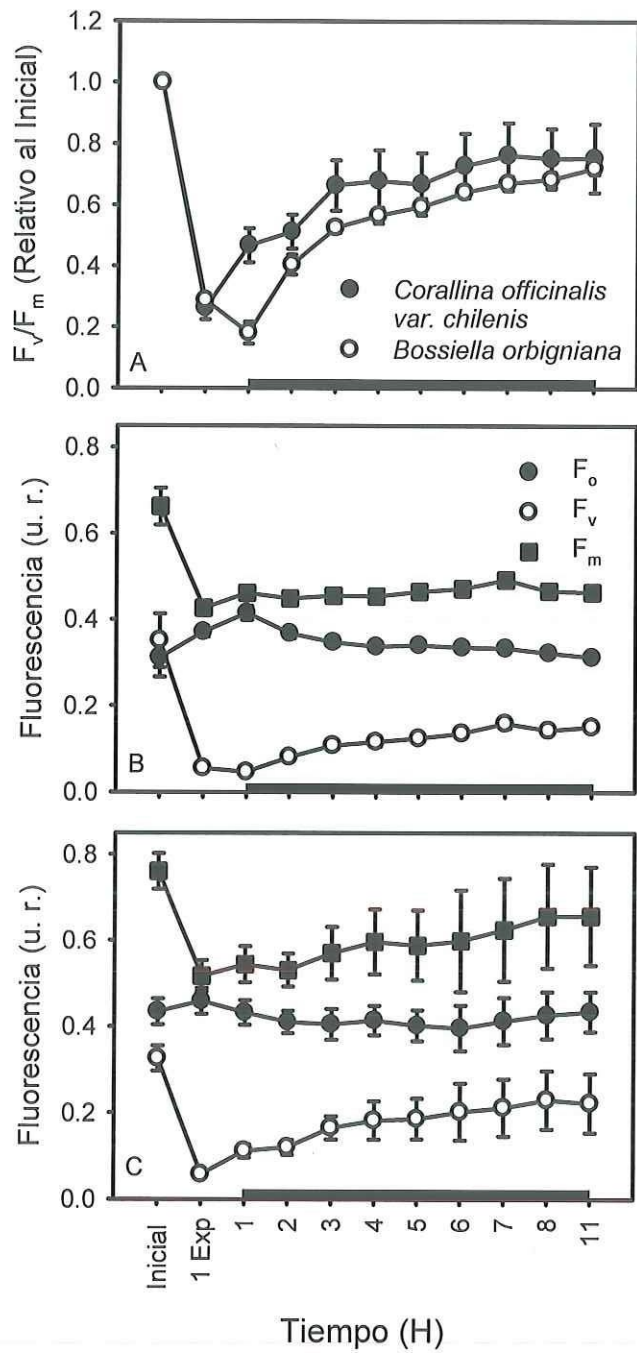 1.2
1.0
0.8
0.6
0.4
0.2
0.0
Fv/Fm (Relativo al Inicial)
Corallina officinalis
var. chilenis
Bossiella orbigniana
A
0.8
0.6
0.4
0.2
0.0
Fluorescencia (u. r.)
Fo
Fv
Fm
B
0.8
0.6
0.4
0.2
0.0
Fluorescencia (u. r.)
C
Inicial
1 Exp
1
2
3
4
5
6
7
8
11
Tiempo (H)